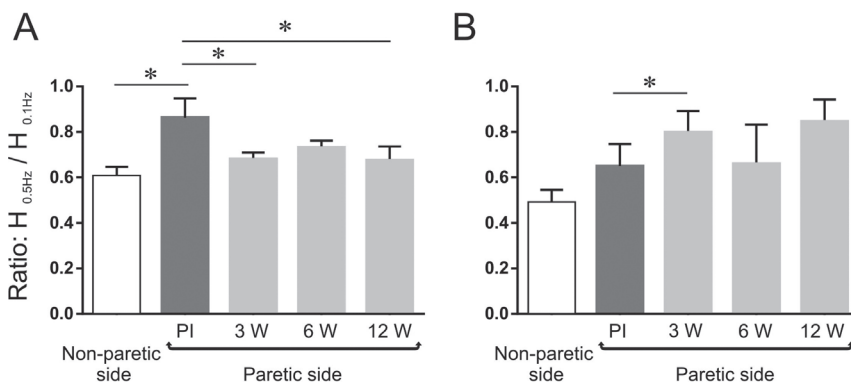 A
B
* * *
*
Ratio: H 0.5Hz / H 0.1Hz
1.0
0.8
0.6
0.4
0.2
0.0
1.0
0.8
0.6
0.4
0.2
0.0
PI 3 W 6 W 12 W
Non-paretic
side
Paretic side
PI 3 W 6 W 12 W
Non-paretic
side
Paretic side